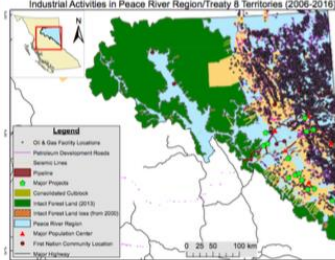 Industrial Activities in Peace River Region/Treaty 8 Territories (2006-2016)
N
Legend
Oil & Gas Facility Locations
Petroleum Development Roads
Seismic Lines
Pipeline
Major Projects
Consolidated Cutblock
Intact Forest Land (2013)
Intact Forest Land loss (from 2000)
Peace River Region
Major Population Center
First Nation Community Location
Major Highway
0 25 50 100 km